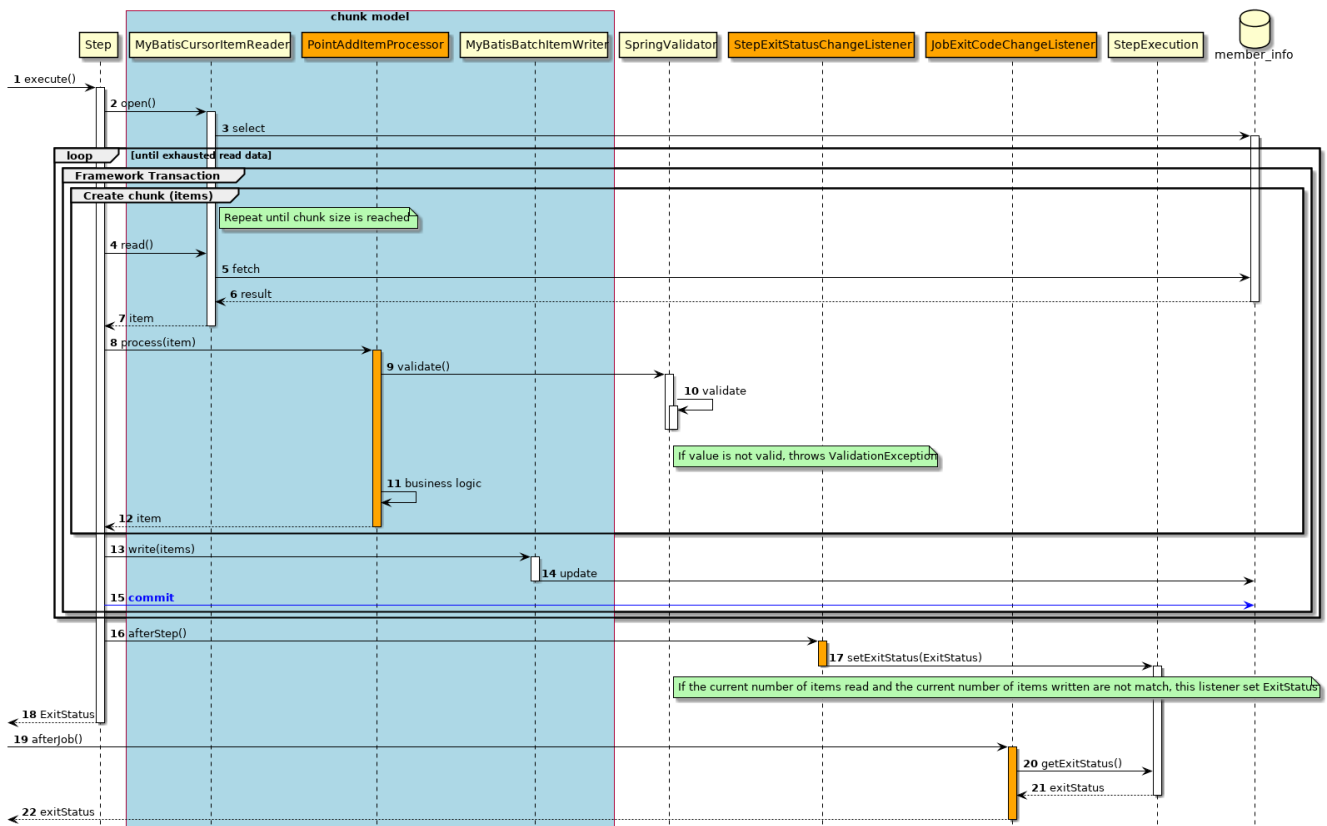 chunk model
Step
MyBatisCursorItemReader
PointAddItemProcessor
MyBatisBatchItemWriter
SpringValidator
StepExitStatusChangeListener
JobExitCodeChangeListener
StepExecution
member_info
1 execute()
2 open()
3 select
loop [until exhausted read data]
Framework Transaction
Create chunk (items)
Repeat until chunk size is reached
4 read()
5 fetch
6 result
7 item
8 process(item)
9 validate()
10 validate
If value is not valid, throws ValidationException
11 business logic
12 item
13 write(items)
14 update
15 commit
16 afterStep()
17 setExitStatus(ExitStatus)
If the current number of items read and the current number of items written are not match, this listener set ExitStatus
18 ExitStatus
19 afterJob()
20 getExitStatus()
21 exitStatus
22 exitStatus